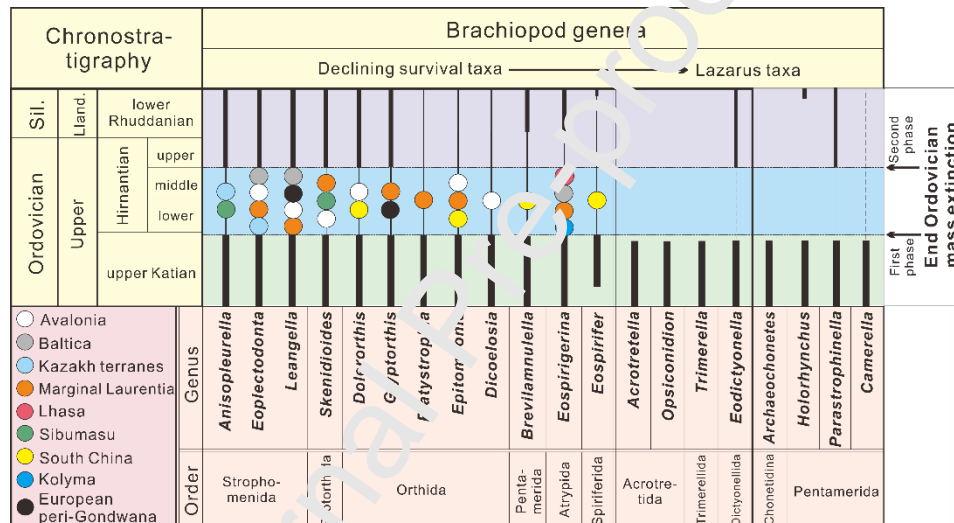 Chronostra-
tigraphy
Brachiopod genera
Declining survival taxa
Lazarus taxa
Sil.
Lland.
lower
Rhuddanian
Ordovician
Upper
Hirnantian
upper
middle
lower
upper Katian
Second
phase
First
phase
End Ordovician
mass extinction
Avalonia
Baltica
Kazakh terranes
Marginal Laurentia
Lhasa
Sibumasu
South China
Kolyma
European
peri-Gondwana
Genus
Anisopleurella
Eoplectodonta
Leangella
Skenidioides
Dicoelosia
Brevilamnulella
Eospirigerina
Eospirifer
Acrotretella
Opsiconidion
Trimerella
Eodictyonella
Archaeochonetes
Holorhynchus
Parastrophinella
Camerella
Order
Stropho-
menida
Orthida
Penta-
merida
Atrypida
Spiriferida
Acrotre-
tida
Trimerellida
Dictyonellida
Chonetidina
Pentamerida